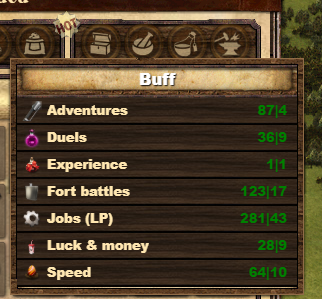 HOT
Buff
Adventures 87|4
Duels 36|9
Experience 1|1
Fort battles 123|17
Jobs (LP) 281|43
Luck & money 28|9
Speed 64|10